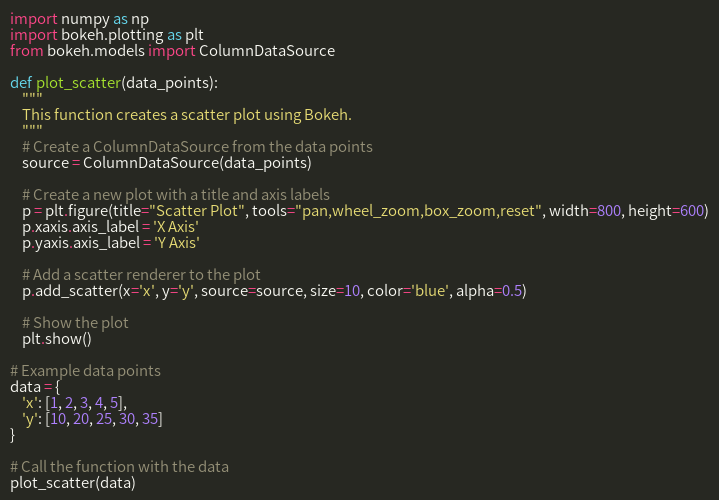 import numpy as np
import bokeh.plotting as plt
from bokeh.models import ColumnDataSource

def plot_scatter(data_points):
    """
    This function creates a scatter plot using Bokeh.
    """
    # Create a ColumnDataSource from the data points
    source = ColumnDataSource(data_points)

    # Create a new plot with a title and axis labels
    p = plt.figure(title="Scatter Plot", tools="pan,wheel_zoom,box_zoom,reset", width=800, height=600)
    p.xaxis.axis_label = 'X Axis'
    p.yaxis.axis_label = 'Y Axis'

    # Add a scatter renderer to the plot
    p.add_scatter(x='x', y='y', source=source, size=10, color='blue', alpha=0.5)

    # Show the plot
    plt.show()

# Example data points
data = {
    'x': [1, 2, 3, 4, 5],
    'y': [10, 20, 25, 30, 35]
}

# Call the function with the data
plot_scatter(data)